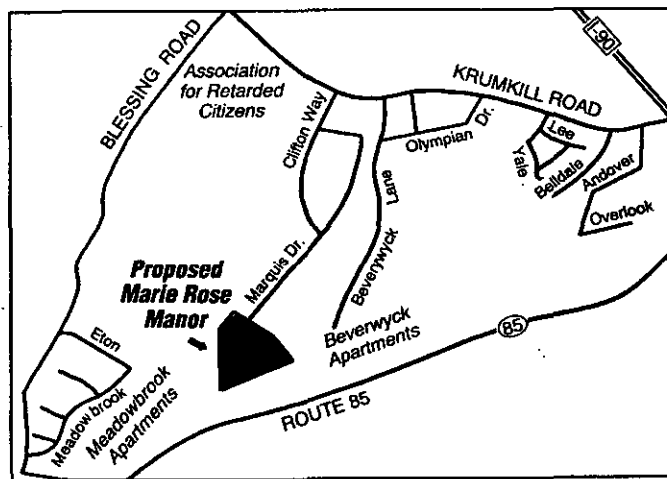 BLESSING ROAD
Association
for Retarded
Citizens
I-90
KRUMKILL ROAD
Clifton Way
Olympian Dr.
Lee
Yale
Belldale
Andover
Overlook
Beverwyck Lane
Marquis Dr.
Proposed
Marie Rose
Manor
Beverwyck
Apartments
85
ROUTE 85
Eton
Meadowbrook
Meadowbrook
Apartments